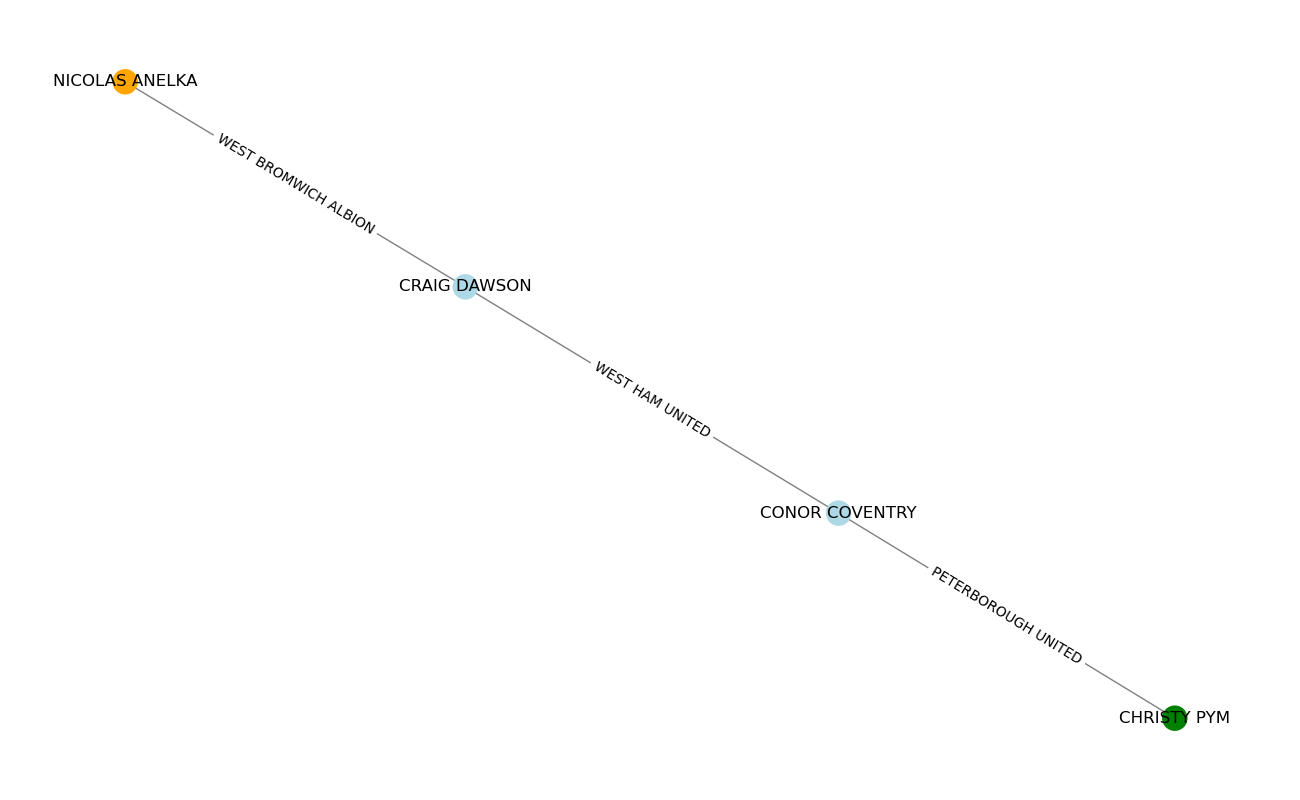 NICOLAS ANELKA
WEST BROMWICH ALBION
CRAIG DAWSON
WEST HAM UNITED
CONOR COVENTRY
PETERBOROUGH UNITED
CHRISTY PYM